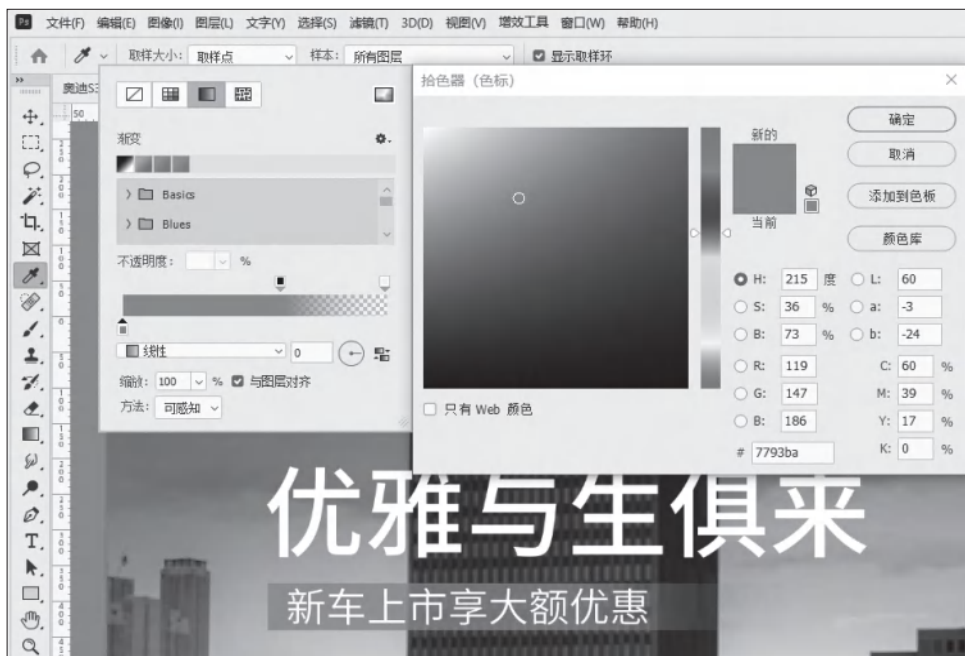 Ps 文件(F) 编辑(E) 图像(I) 图层(L) 文字(Y) 选择(S) 滤镜(T) 3D(D) 视图(V) 增效工具 窗口(W) 帮助(H)
取样大小: 取样点 样本: 所有图层 显示取样环
奥迪S3
渐变
Basics
Blues
不透明度: %
线性 0
缩放: 100 % 与图层对齐
方法: 可感知
拾色器（色标）
新的
当前
确定
取消
添加到色板
颜色库
H: 215 度 L: 60
S: 36 % a: -3
B: 73 % b: -24
R: 119 C: 60 %
G: 147 M: 39 %
B: 186 Y: 17 %
# 7793ba K: 0 %
只有 Web 颜色
优雅与生俱来
新车上市享大额优惠